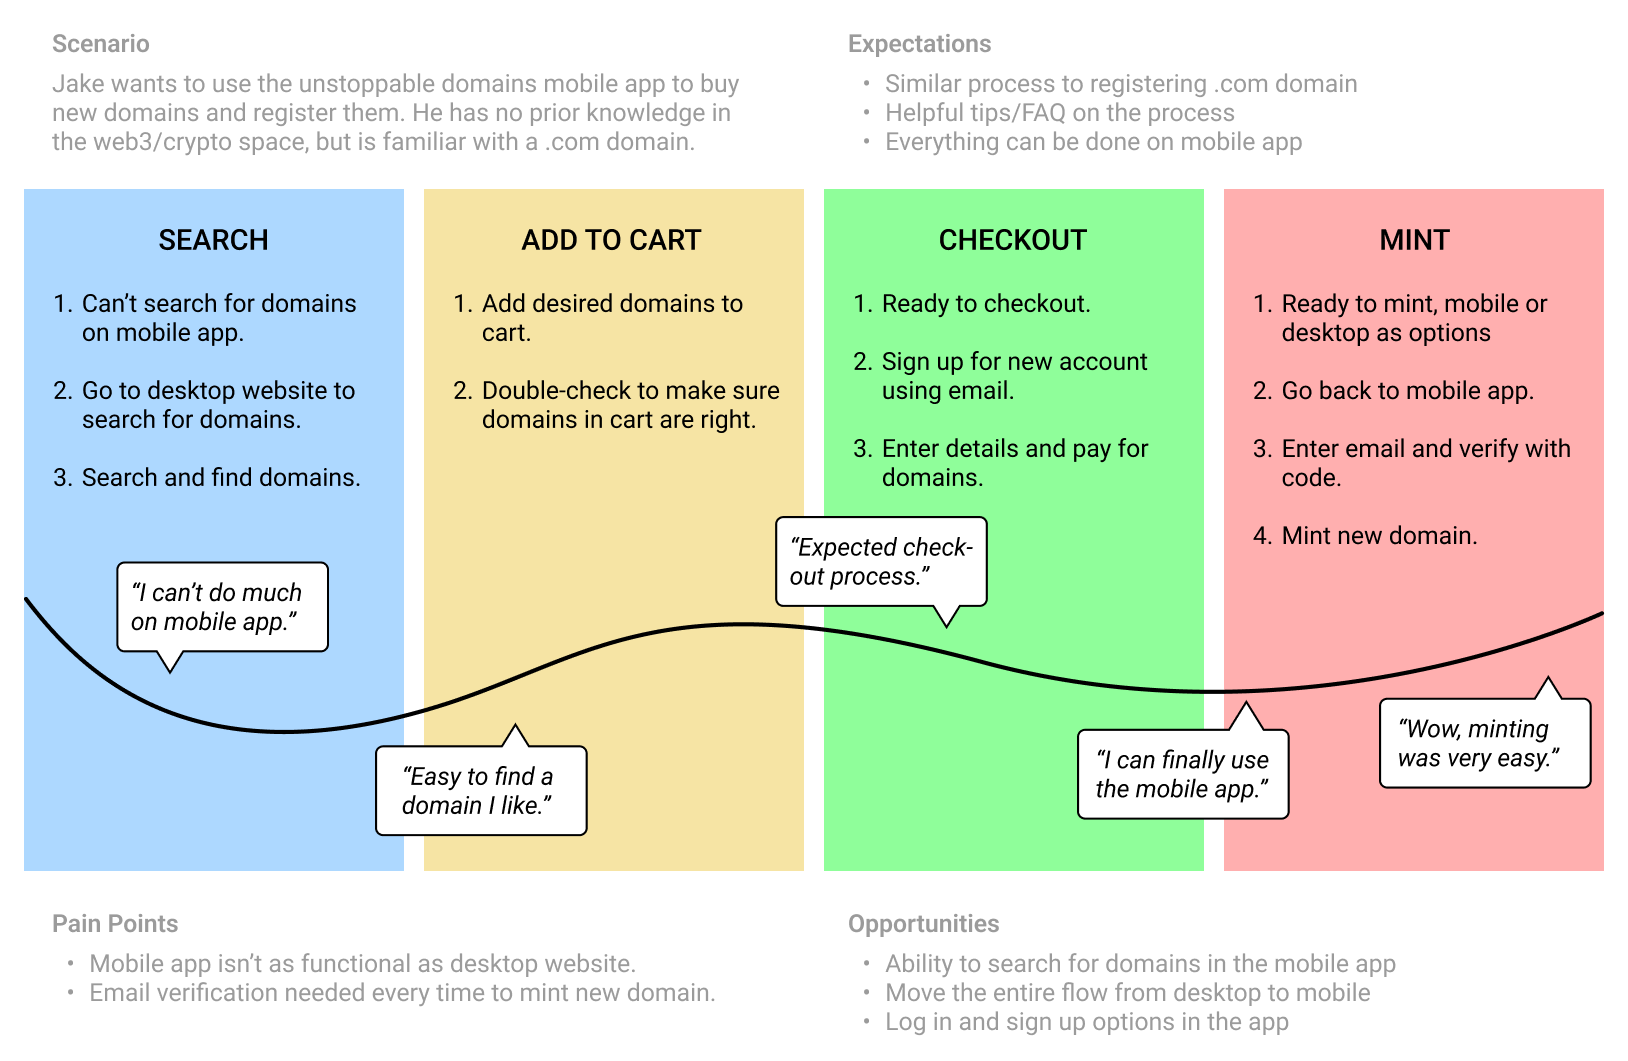 Scenario
Jake wants to use the unstoppable domains mobile app to buy
new domains and register them. He has no prior knowledge in
the web3/crypto space, but is familiar with a .com domain.
Expectations
• Similar process to registering .com domain
• Helpful tips/FAQ on the process
• Everything can be done on mobile app
SEARCH
1. Can’t search for domains
on mobile app.
2. Go to desktop website to
search for domains.
3. Search and find domains.
“I can’t do much
on mobile app.”
ADD TO CART
1. Add desired domains to
cart.
2. Double-check to make sure
domains in cart are right.
“Easy to find a
domain I like.”
CHECKOUT
1. Ready to checkout.
2. Sign up for new account
using email.
3. Enter details and pay for
domains.
“Expected check-
out process.”
MINT
1. Ready to mint, mobile or
desktop as options
2. Go back to mobile app.
3. Enter email and verify with
code.
4. Mint new domain.
“I can finally use
the mobile app.”
“Wow, minting
was very easy.”
Pain Points
• Mobile app isn’t as functional as desktop website.
• Email verification needed every time to mint new domain.
Opportunities
• Ability to search for domains in the mobile app
• Move the entire flow from desktop to mobile
• Log in and sign up options in the app